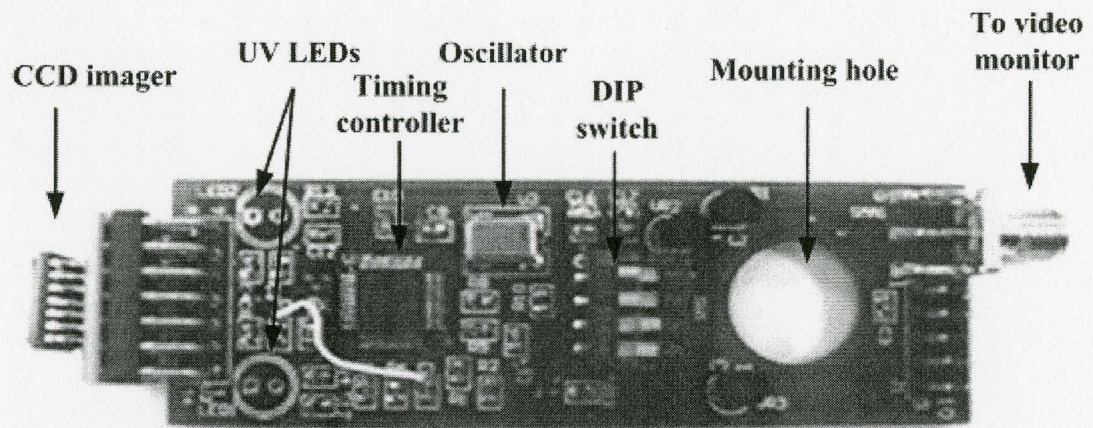 To video
monitor
UV LEDs
Oscillator
CCD imager
Timing
controller
DIP
switch
Mounting hole